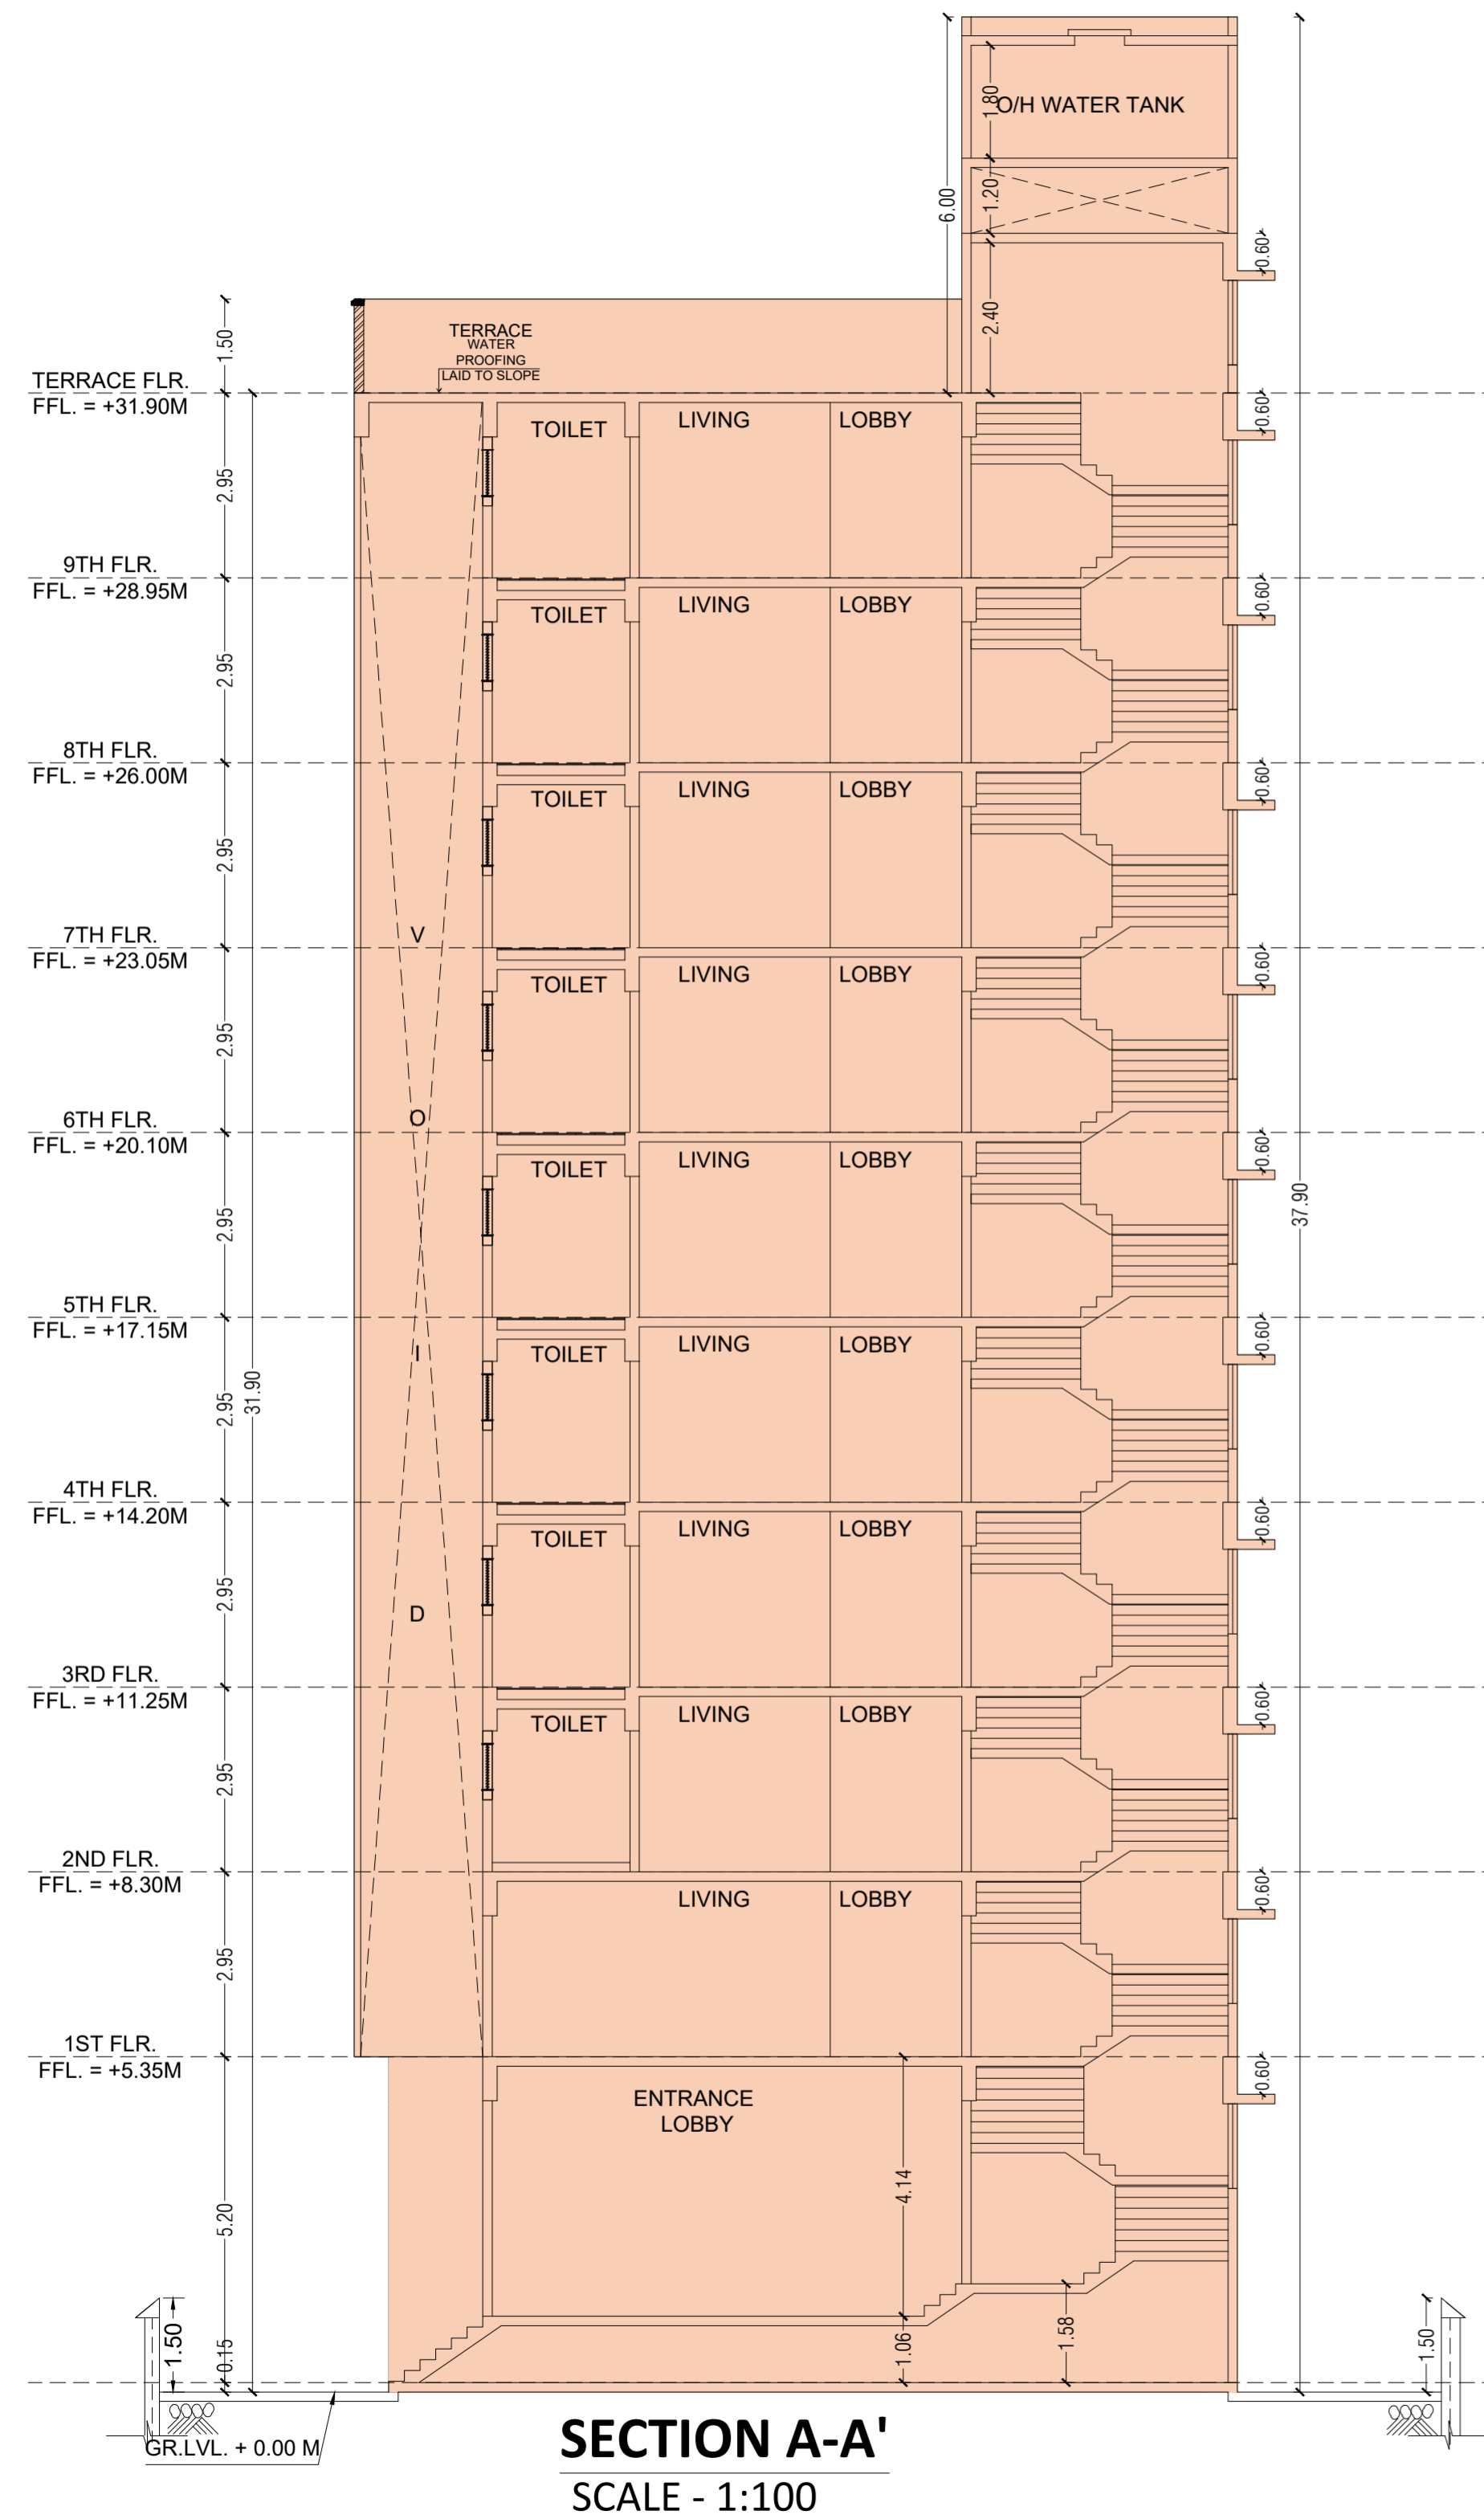 6.00
1.80
O/H WATER TANK
1.20
0.60
2.40
1.50
TERRACE
WATER
PROOFING
LAID TO SLOPE
TERRACE FLR.
FFL. = +31.90M
0.60
TOILET
LIVING
LOBBY
2.95
9TH FLR.
FFL. = +28.95M
0.60
TOILET
LIVING
LOBBY
2.95
8TH FLR.
FFL. = +26.00M
0.60
TOILET
LIVING
LOBBY
2.95
7TH FLR.
FFL. = +23.05M
V
0.60
TOILET
LIVING
LOBBY
2.95
6TH FLR.
FFL. = +20.10M
O
0.60
TOILET
LIVING
LOBBY
2.95
37.90
5TH FLR.
FFL. = +17.15M
I
0.60
TOILET
LIVING
LOBBY
2.95
31.90
4TH FLR.
FFL. = +14.20M
0.60
TOILET
LIVING
LOBBY
2.95
D
3RD FLR.
FFL. = +11.25M
0.60
TOILET
LIVING
LOBBY
2.95
2ND FLR.
FFL. = +8.30M
0.60
LIVING
LOBBY
2.95
1ST FLR.
FFL. = +5.35M
0.60
ENTRANCE
LOBBY
4.14
5.20
1.50
0.15
1.06
1.58
1.50
GR.LVL. + 0.00 M
SECTION A-A'
SCALE - 1:100